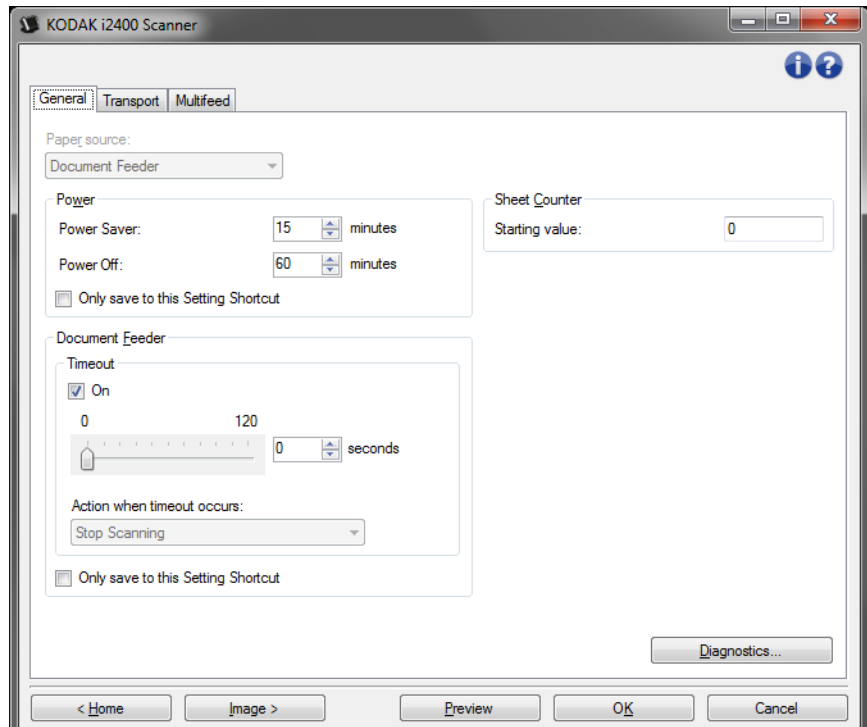 KODAK i2400 Scanner
General Transport Multifeed
Paper source:
Document Feeder
Power
Power Saver: 15 minutes
Power Off: 60 minutes
Only save to this Setting Shortcut
Sheet Counter
Starting value: 0
Document Feeder
Timeout
On
0 120
0 seconds
Action when timeout occurs:
Stop Scanning
Only save to this Setting Shortcut
Diagnostics...
< Home Image > Preview OK Cancel